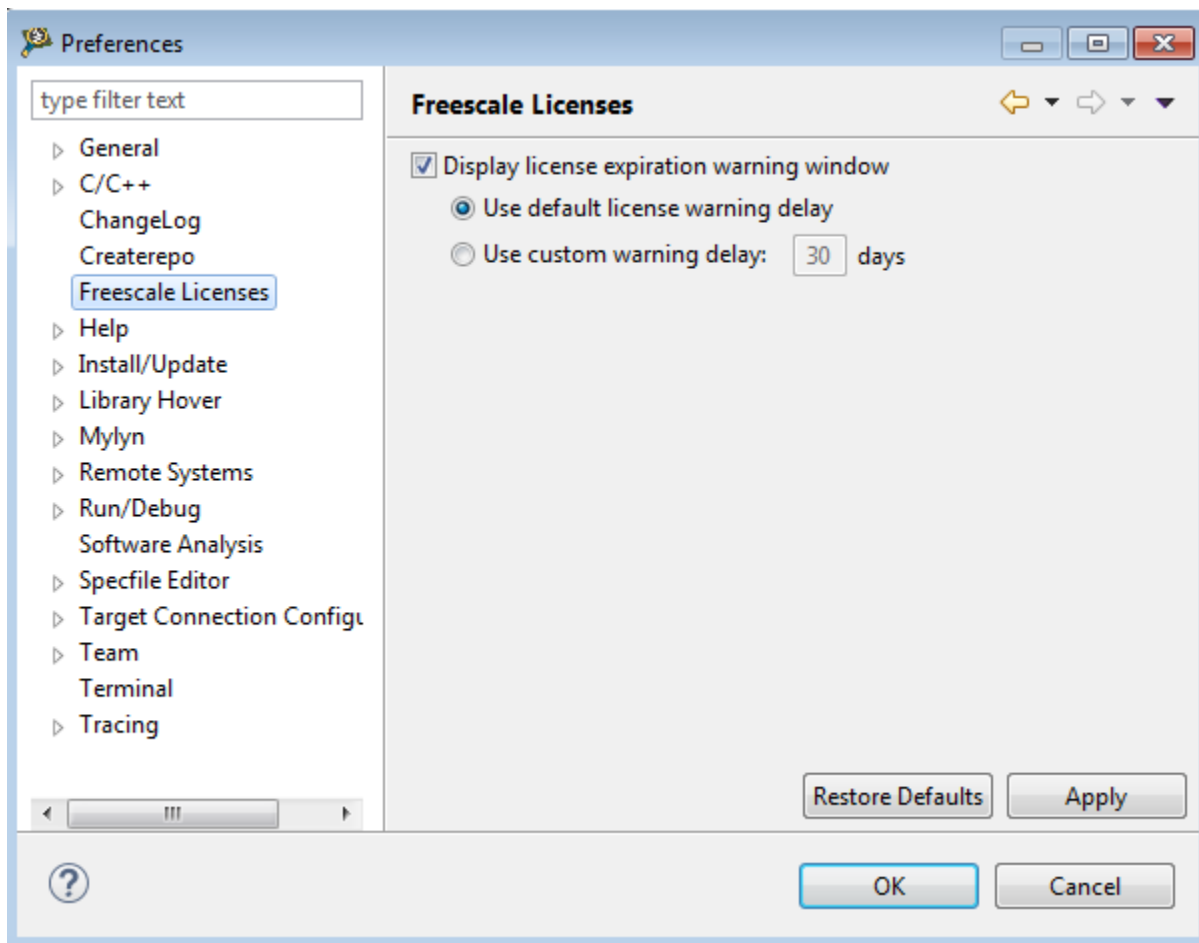 Preferences
type filter text
General
C/C++
ChangeLog
Createrepo
Freescale Licenses
Help
Install/Update
Library Hover
Mylyn
Remote Systems
Run/Debug
Software Analysis
Specfile Editor
Target Connection Configu
Team
Terminal
Tracing
Freescale Licenses
Display license expiration warning window
Use default license warning delay
Use custom warning delay: 30 days
Restore Defaults Apply
? OK Cancel